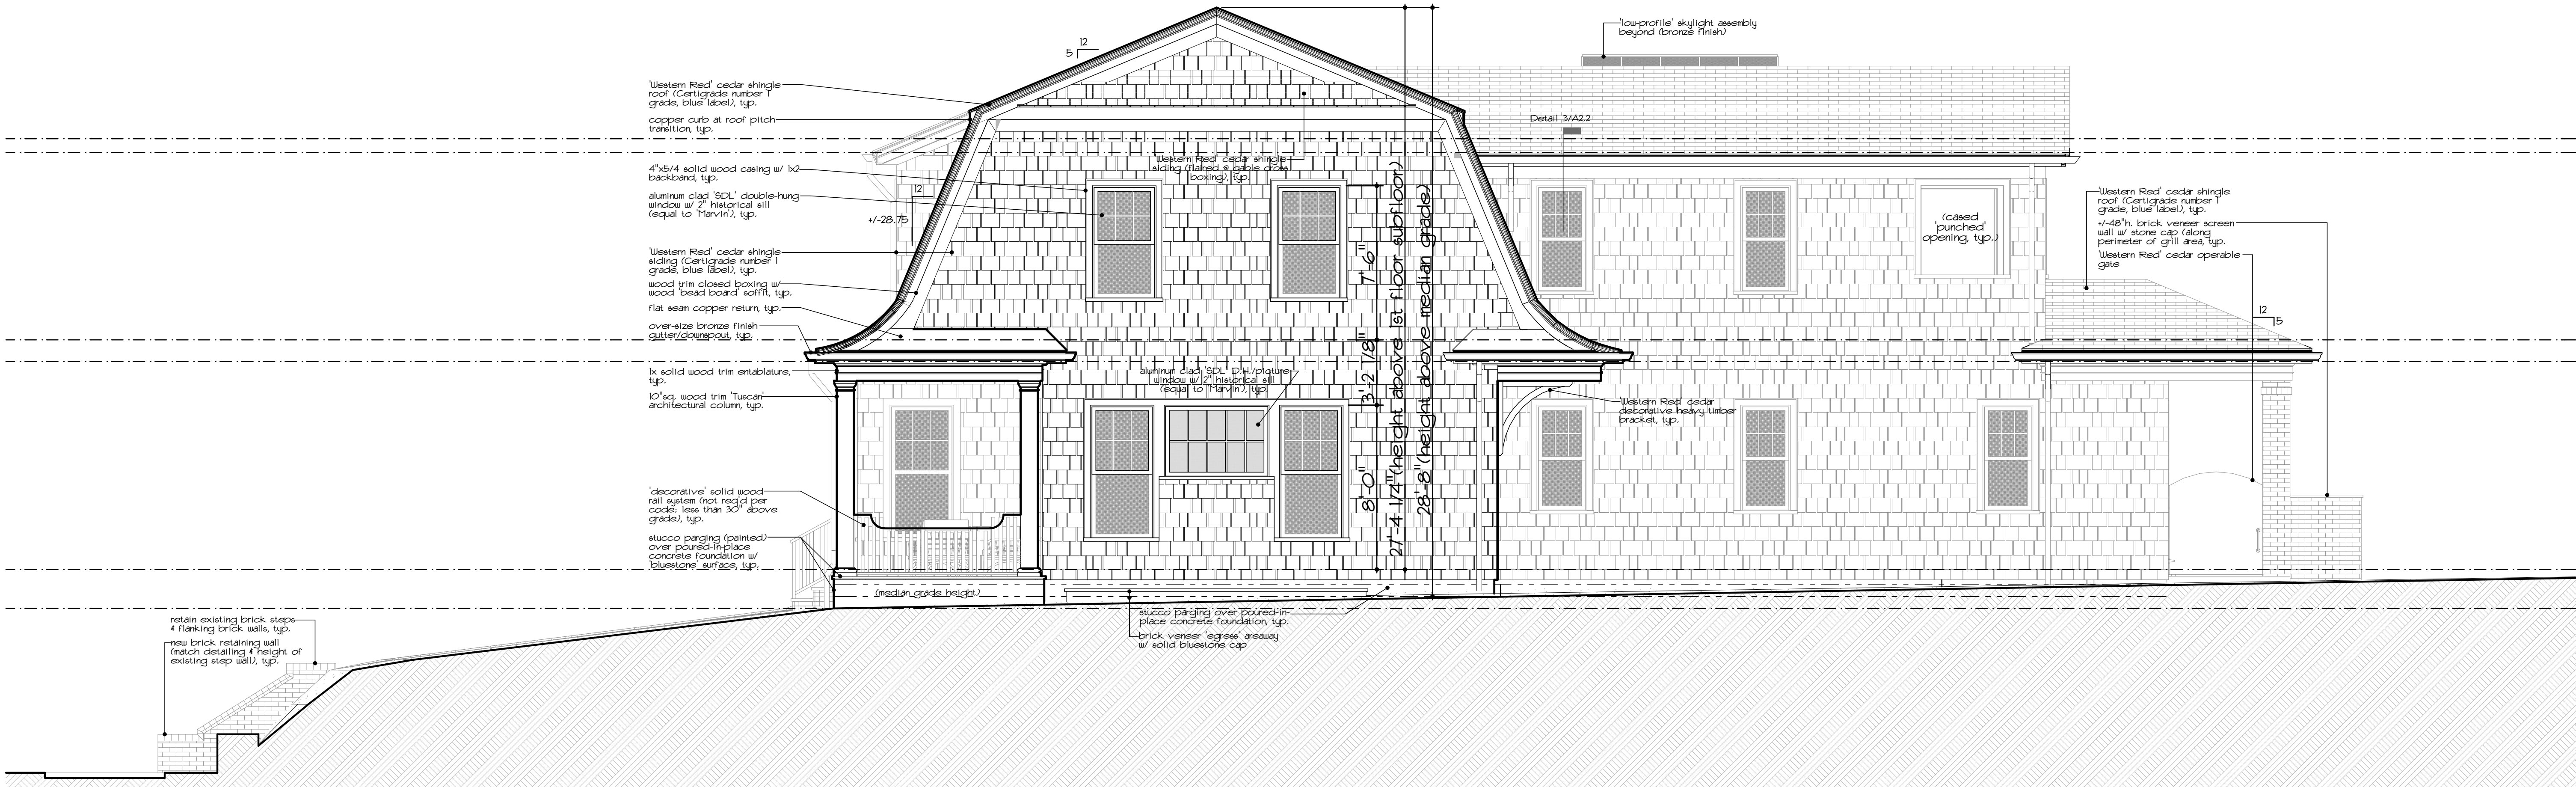 'low-profile' skylight assembly
beyond (bronze finish)
12
5
'Western Red' cedar shingle
roof (Certigrade number 1
grade, blue label), typ.
copper curb at roof pitch
transition, typ.
Detail 3/A2.2
'Western Red' cedar shingle
siding (flaired @ gable cross
boxing), typ.
4"x5/4 solid wood casing w/ 1x2
backband, typ.
aluminum clad 'SDL' double-hung
window w/ 2" historical sill
(equal to 'Marvin'), typ.
12
+/-28.75
'Western Red' cedar shingle
siding (Certigrade number 1
grade, blue label), typ.
wood trim closed boxing w/
wood 'bead board' soffit, typ.
flat seam copper return, typ.
over-size bronze finish
gutter/downspout, typ.
1x solid wood trim entablature,
typ.
10"sq. wood trim 'Tuscan'
architectural column, typ.
'decorative' solid wood
rail system (not req'd per
code: less than 30" above
grade), typ.
stucco parging (painted)
over poured-in-place
concrete foundation w/
'bluestone' surface, typ.
(median grade height)
aluminum clad 'SDL' D.H./picture
window w/ 2" historical sill
(equal to 'Marvin'), typ.
7'-6"
3'-2 1/8"
8'-0"
27'-4 1/4"(height above 1st floor subfloor)
28'-8"(height above median grade)
(cased
'punched'
opening, typ.)
'Western Red' cedar
decorative heavy timber
bracket, typ.
'Western Red' cedar shingle
roof (Certigrade number 1
grade, blue label), typ.
+/-48"h. brick veneer screen
wall w/ stone cap (along
perimeter of grill area, typ.
'Western Red' cedar operable
gate
12
5
stucco parging over poured-in-
place concrete foundation, typ.
brick veneer 'egress' areaway
w/ solid bluestone cap
retain existing brick steps
& flanking brick walls, typ.
new brick retaining wall
(match detailing & height of
existing step wall), typ.